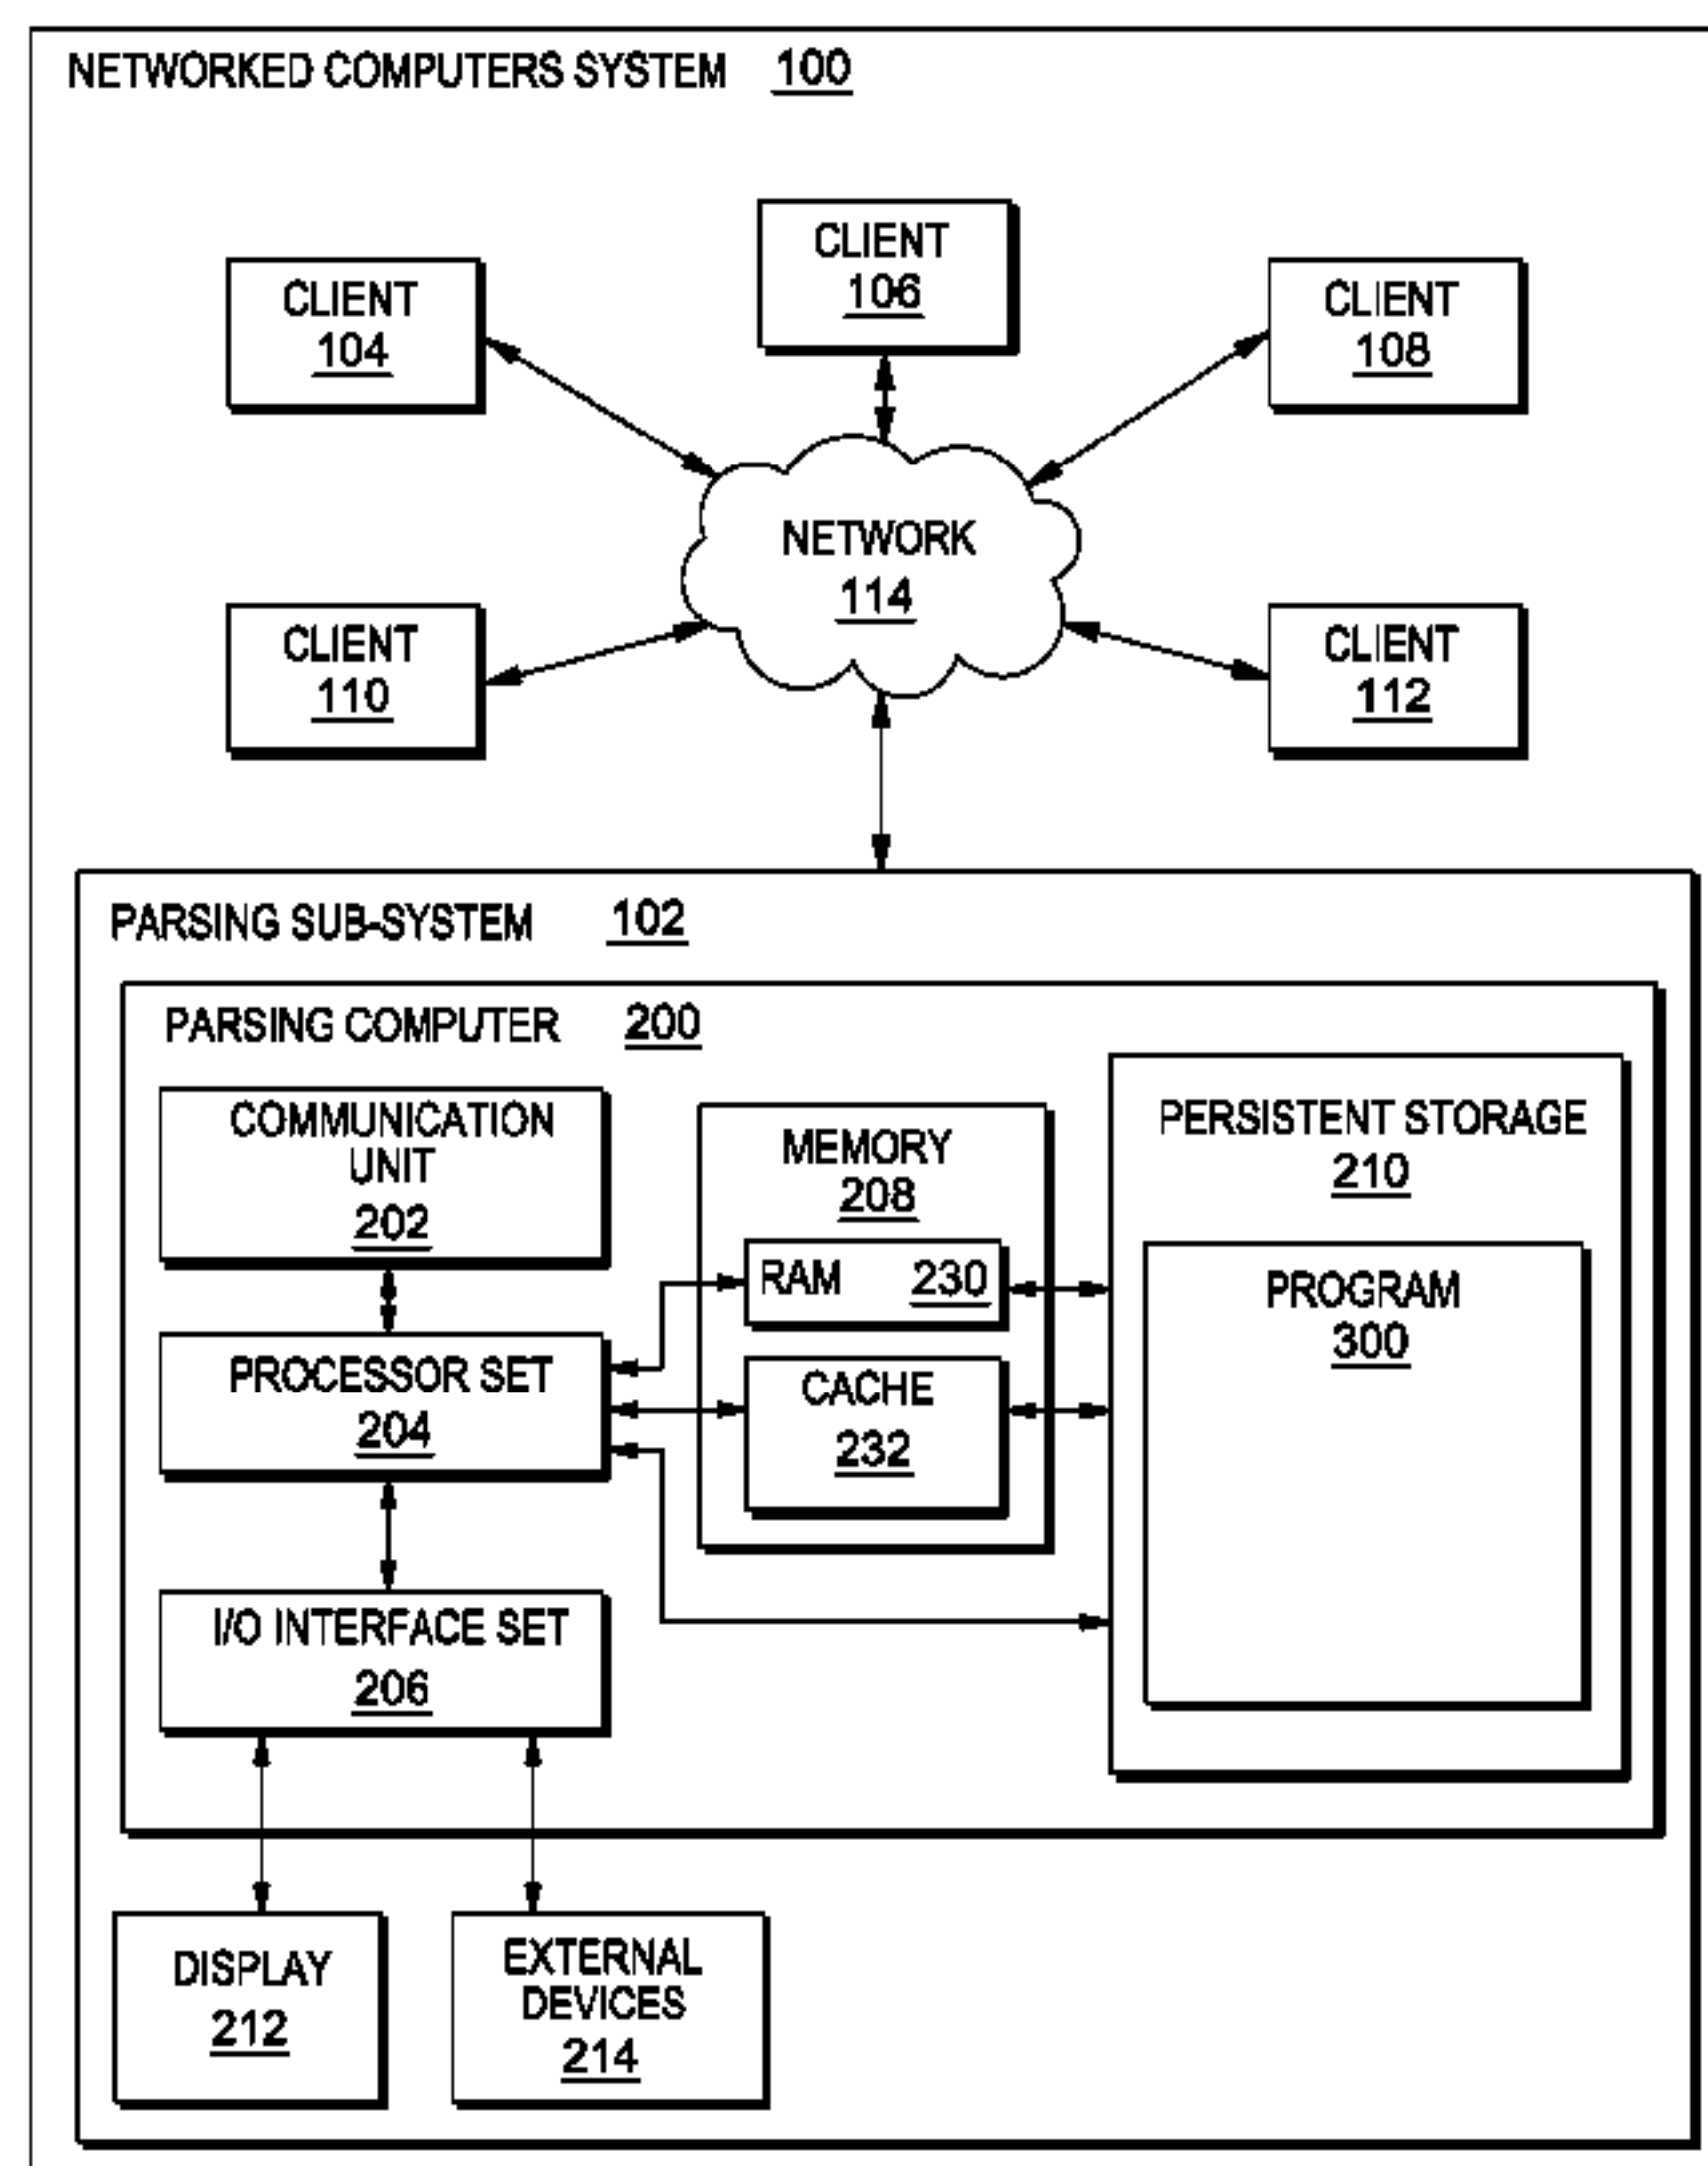 NETWORKED COMPUTERS SYSTEM 100
CLIENT
106
CLIENT
104
CLIENT
108
NETWORK
114
CLIENT
110
CLIENT
112
PARSING SUB-SYSTEM 102
PARSING COMPUTER 200
COMMUNICATION
UNIT
202
MEMORY
208
PERSISTENT STORAGE
210
RAM 230
PROGRAM
300
PROCESSOR SET
204
CACHE
232
I/O INTERFACE SET
206
DISPLAY
212
EXTERNAL
DEVICES
214